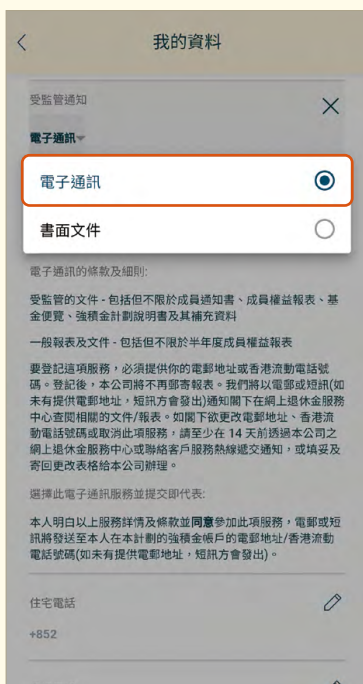 我的資料
受監管通知
電子通訊
電子通訊
書面文件
電子通訊的條款及細則:
受監管的文件 - 包括但不限於成員通知書、成員權益報表、基
金便覽、強積金計劃說明書及其補充資料
一般報表及文件 - 包括但不限於半年度成員權益報表
要登記這項服務，必須提供你的電郵地址或香港流動電話號
碼。登記後，本公司將不再郵寄報表。我們將以電郵或短訊(如
未有提供電郵地址，短訊方會發出)通知閣下在網上退休金服務
中心查閱相關的文件/報表。如閣下欲更改電郵地址、香港流
動電話號碼或取消此項服務，請至少在 14 天前透過本公司之
網上退休金服務中心或聯絡客戶服務熱線遞交通知，或填妥及
寄回更改表格給本公司辦理。
選擇此電子通訊服務並提交即代表:
本人明白以上服務詳情及條款並同意參加此項服務，電郵或短
訊將發送至本人在本計劃的強積金帳戶的電郵地址/香港流動
電話號碼(如未有提供電郵地址，短訊方會發出)。
住宅電話
+852